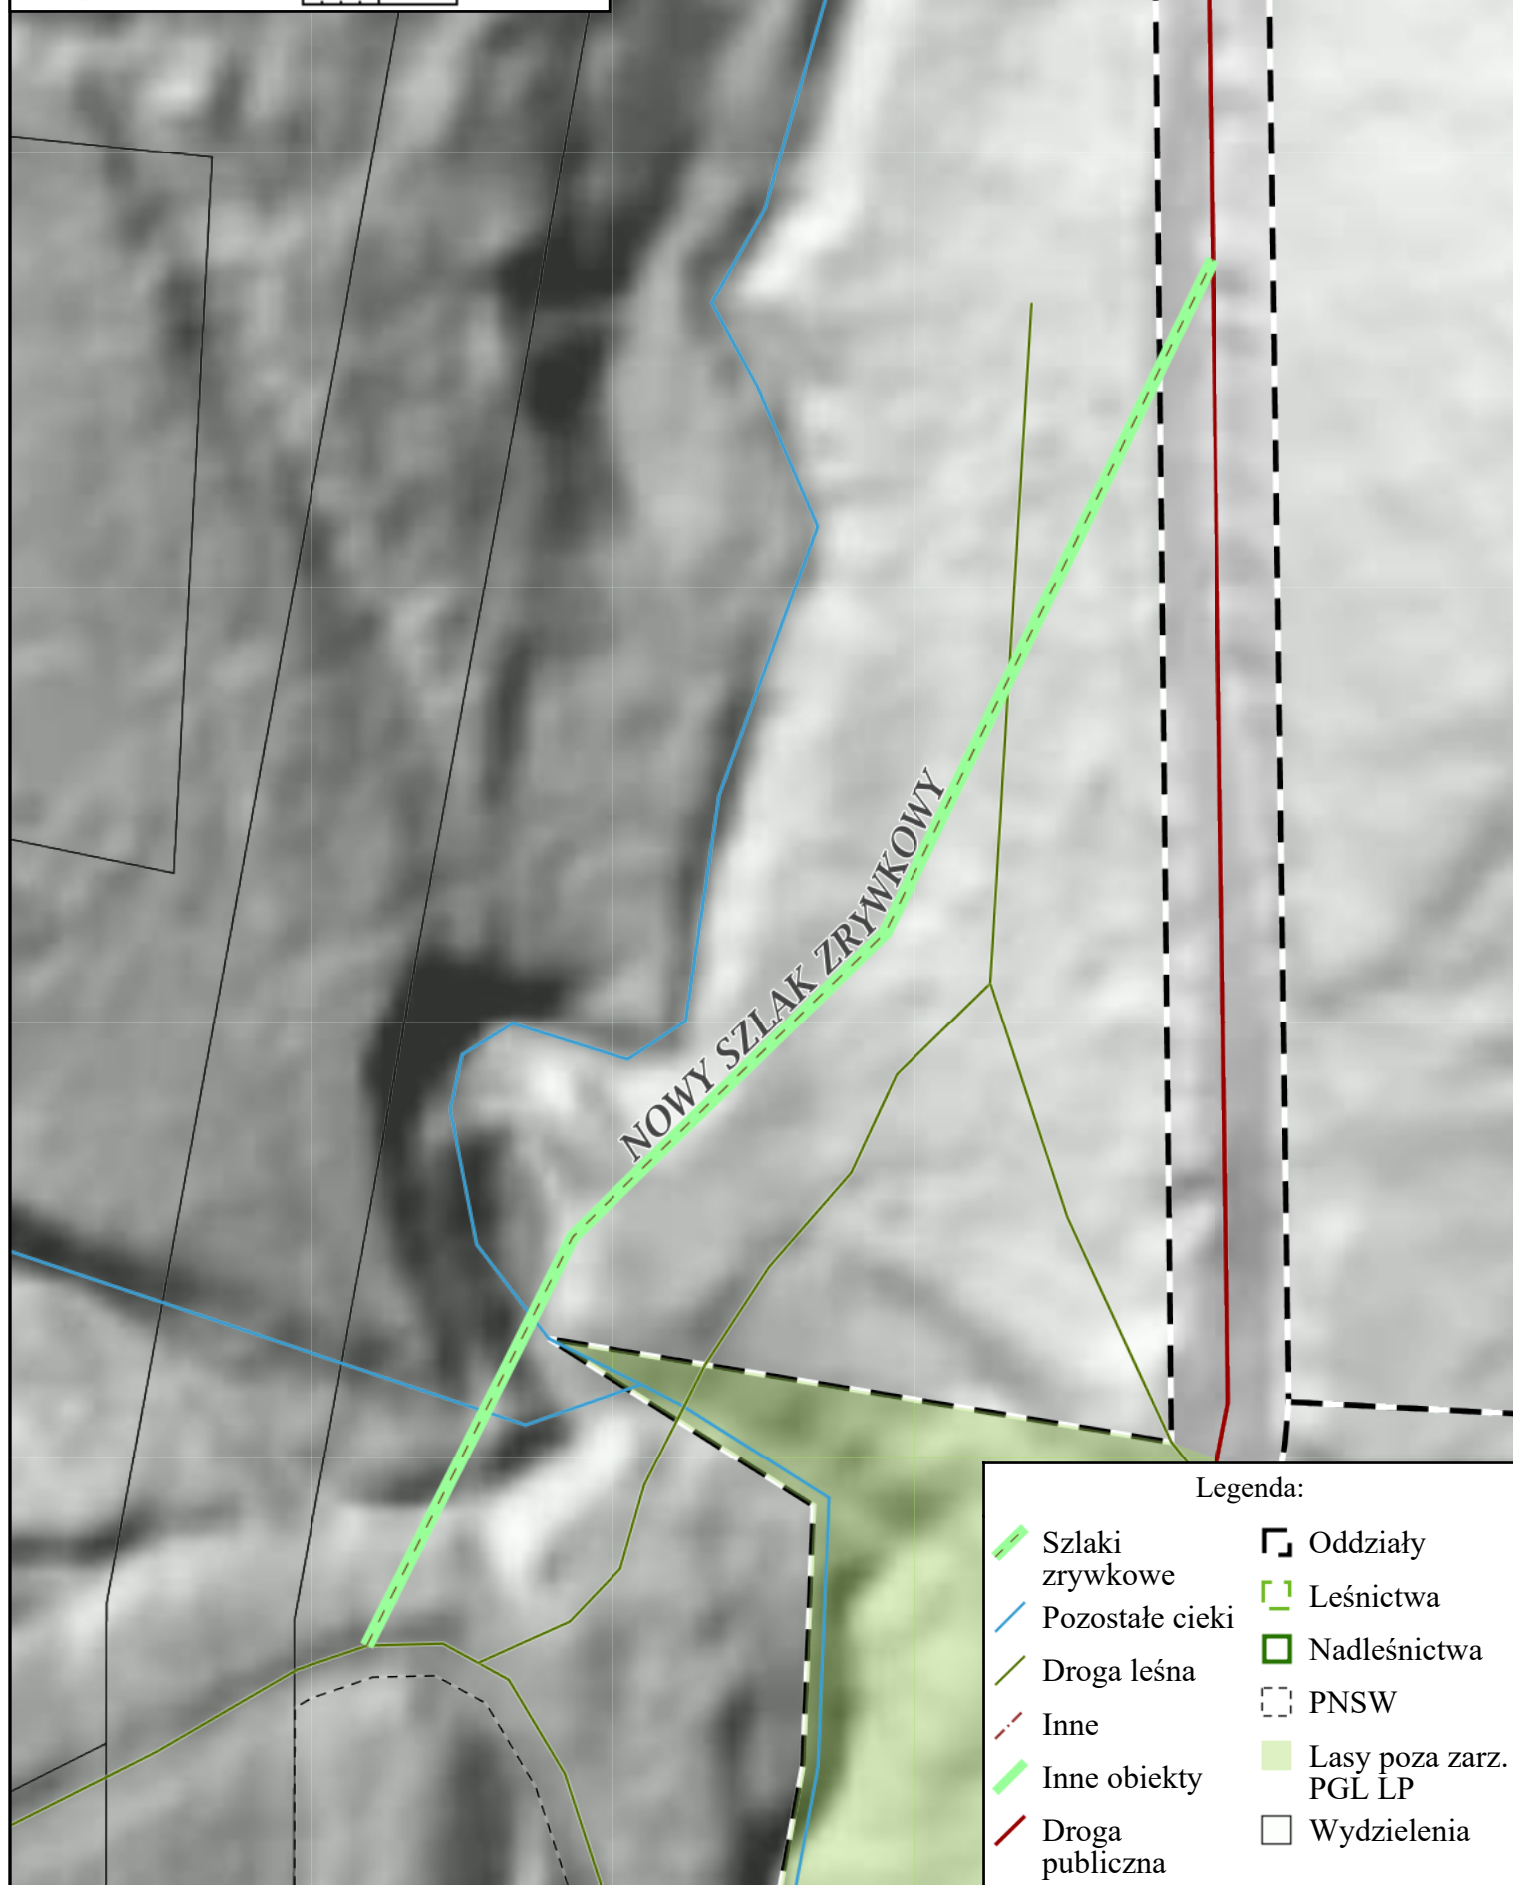 NOWY SZLAK ZRYWKOWY
Legenda:
Szlaki
zrywkowe
Pozostałe cieki
Droga leśna
Inne
Inne obiekty
Droga
publiczna
Oddziały
Leśnictwa
Nadleśnictwa
PNSW
Lasy poza zarz.
PGL LP
Wydzielenia